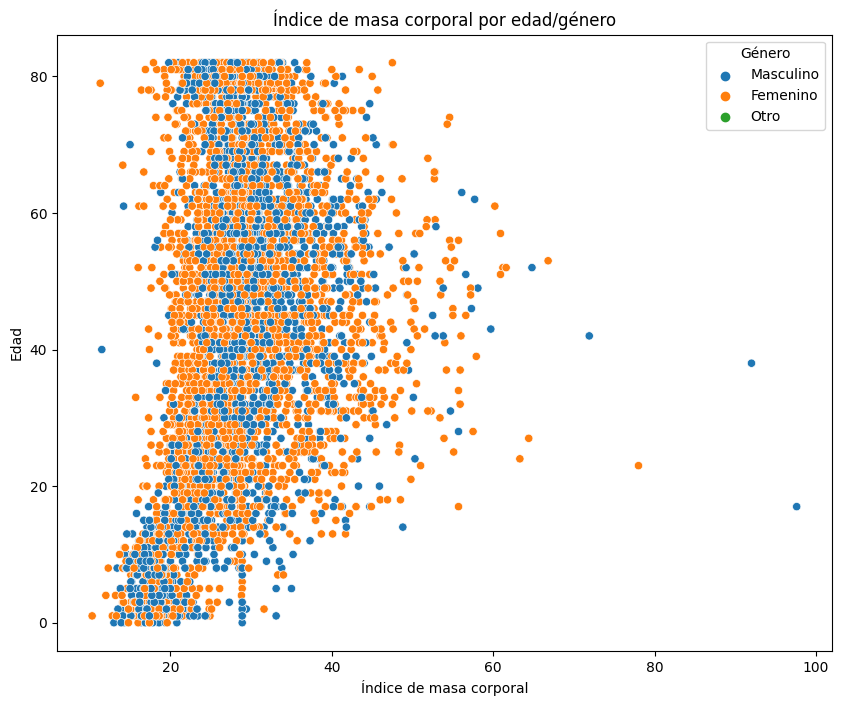 Índice de masa corporal por edad/género
Género
Masculino
Femenino
Otro
80
60
40
20
0
Edad
20 40 60 80 100
Índice de masa corporal